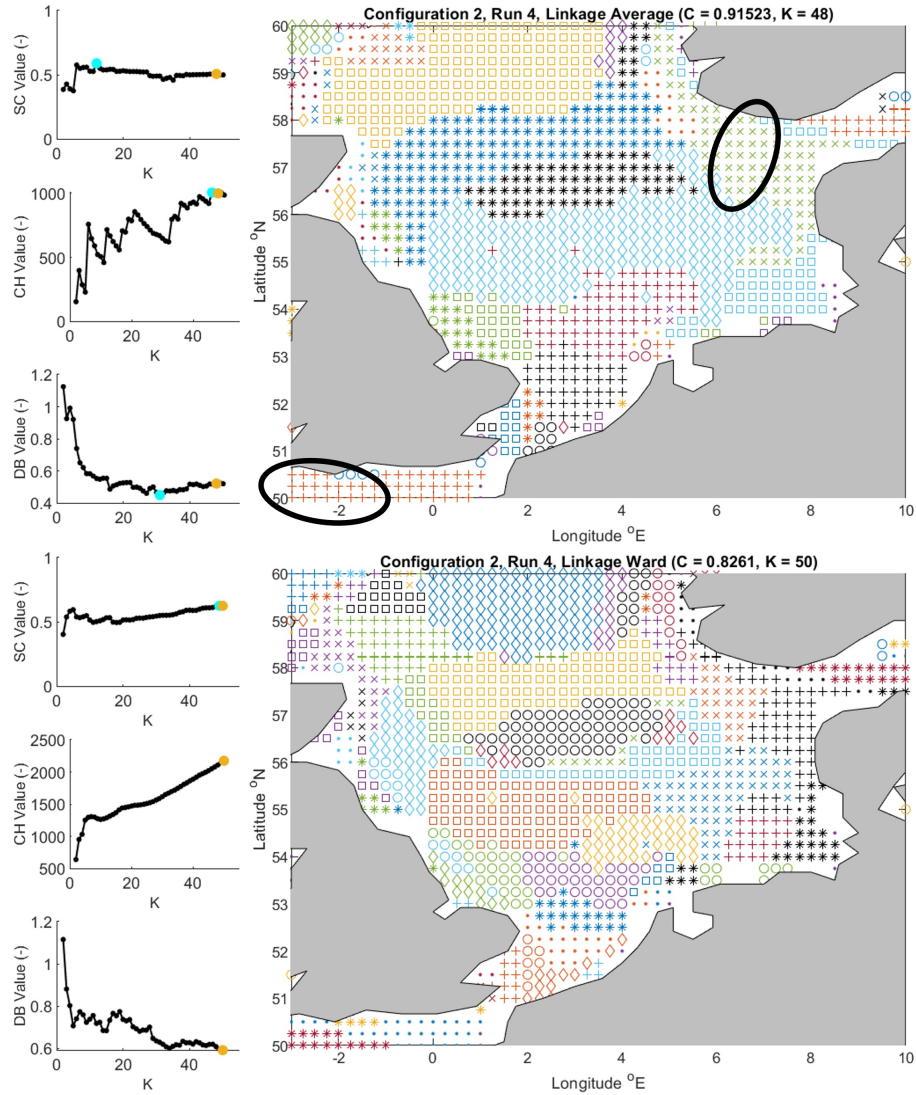 Configuration 2, Run 4, Linkage Average (C = 0.91523, K = 48)
1
0.5
0
0 20 40
SC Value (-)
K
1000
500
0
0 20 40
CH Value (-)
K
1.2
1
0.8
0.6
0.4
0 20 40
DB Value (-)
K
60
59
58
57
56
55
54
53
52
51
50
-2 0 2 4 6 8 10
Latitude °N
Longitude °E
Configuration 2, Run 4, Linkage Ward (C = 0.8261, K = 50)
1
0.5
0
0 20 40
SC Value (-)
K
2500
2000
1500
1000
500
0 20 40
CH Value (-)
K
1.2
1
0.8
0.6
0 20 40
DB Value (-)
K
60
59
58
57
56
55
54
53
52
51
50
-2 0 2 4 6 8 10
Latitude °N
Longitude °E